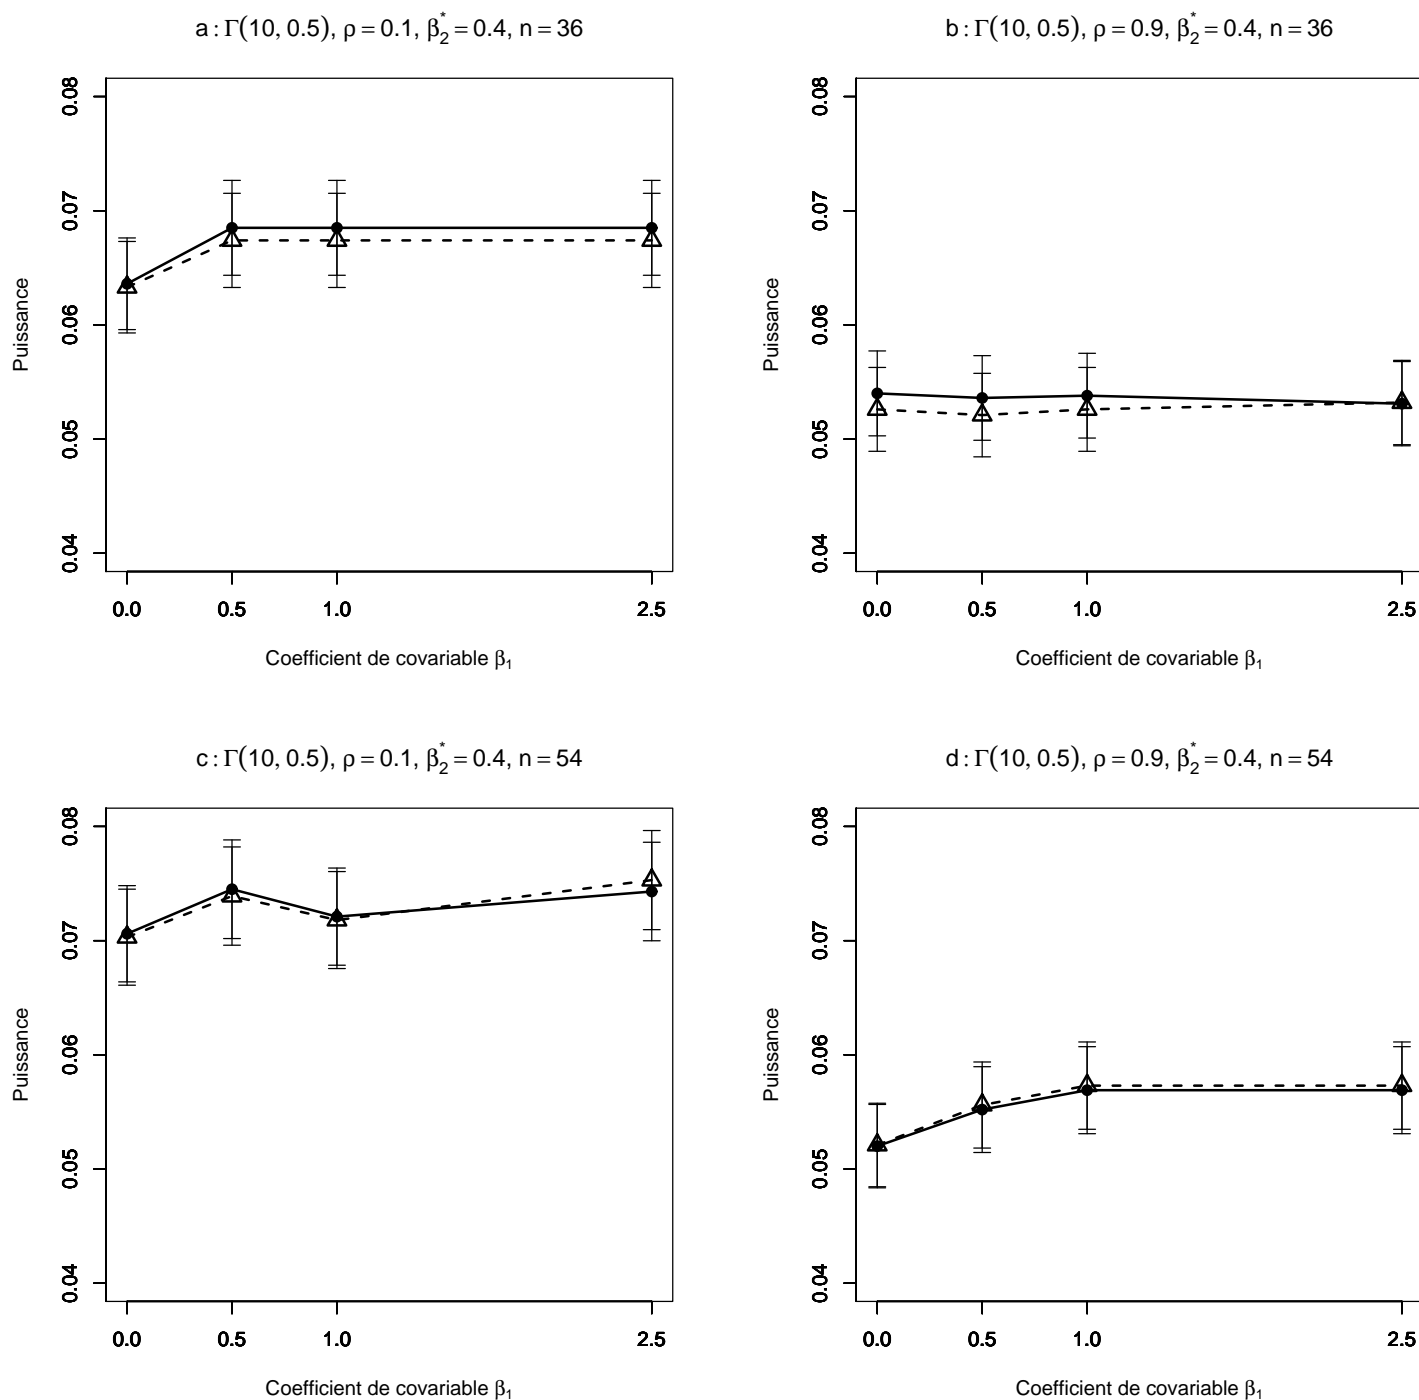 a : Γ(10, 0.5), ρ = 0.1, β₂* = 0.4, n = 36
0.08
0.07
0.06
0.05
0.04
Puissance
0.0 0.5 1.0 2.5
Coefficient de covariable β₁
b : Γ(10, 0.5), ρ = 0.9, β₂* = 0.4, n = 36
0.08
0.07
0.06
0.05
0.04
Puissance
0.0 0.5 1.0 2.5
Coefficient de covariable β₁
c : Γ(10, 0.5), ρ = 0.1, β₂* = 0.4, n = 54
0.08
0.07
0.06
0.05
0.04
Puissance
0.0 0.5 1.0 2.5
Coefficient de covariable β₁
d : Γ(10, 0.5), ρ = 0.9, β₂* = 0.4, n = 54
0.08
0.07
0.06
0.05
0.04
Puissance
0.0 0.5 1.0 2.5
Coefficient de covariable β₁